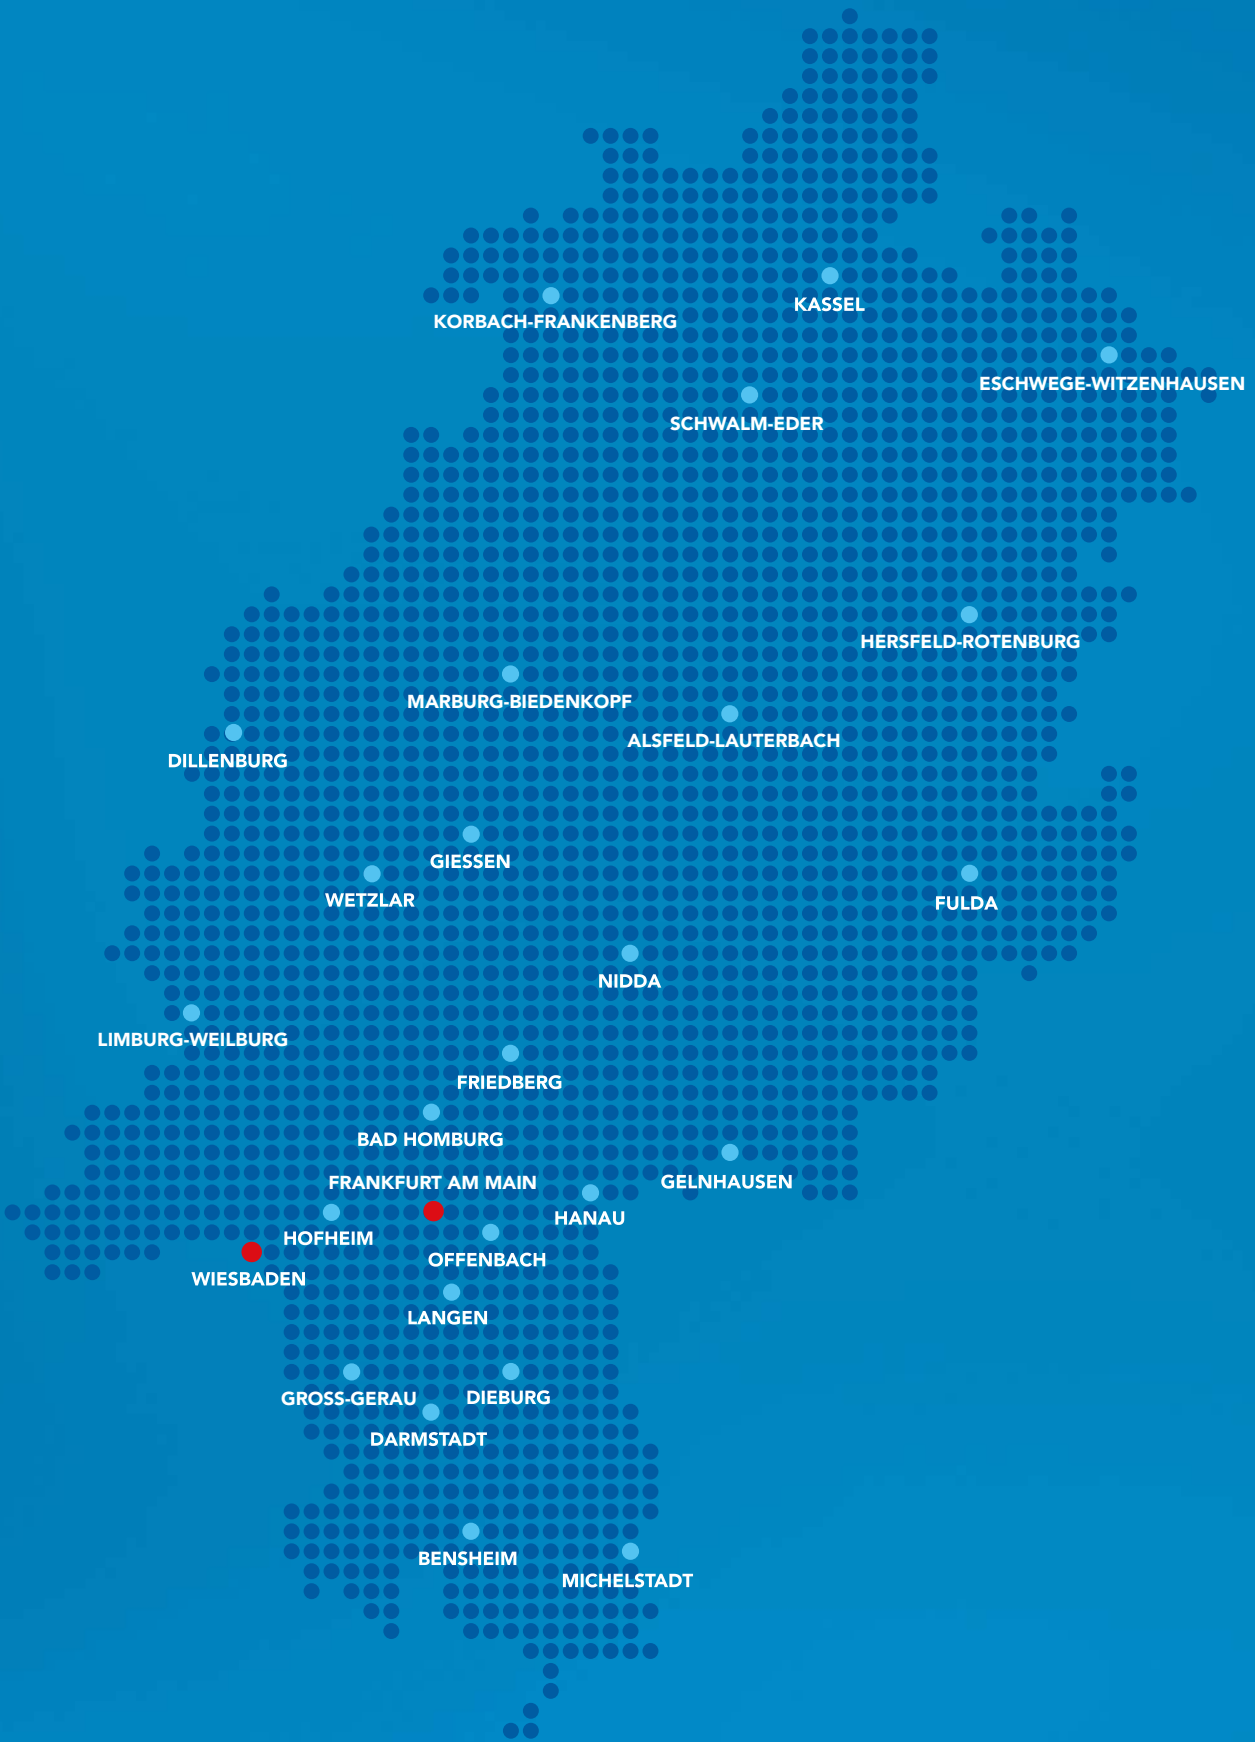 KASSEL
KORBACH-FRANKENBERG
ESCHWEGE-WITZENHAUSEN
SCHWALM-EDER
HERSFELD-ROTENBURG
MARBURG-BIEDENKOPF
ALSFELD-LAUTERBACH
DILLENBURG
GIESSEN
WETZLAR
FULDA
NIDDA
LIMBURG-WEILBURG
FRIEDBERG
BAD HOMBURG
GELNHAUSEN
FRANKFURT AM MAIN
HANAU
HOFHEIM
OFFENBACH
WIESBADEN
LANGEN
GROSS-GERAU
DIEBURG
DARMSTADT
BENSHEIM
MICHELSTADT